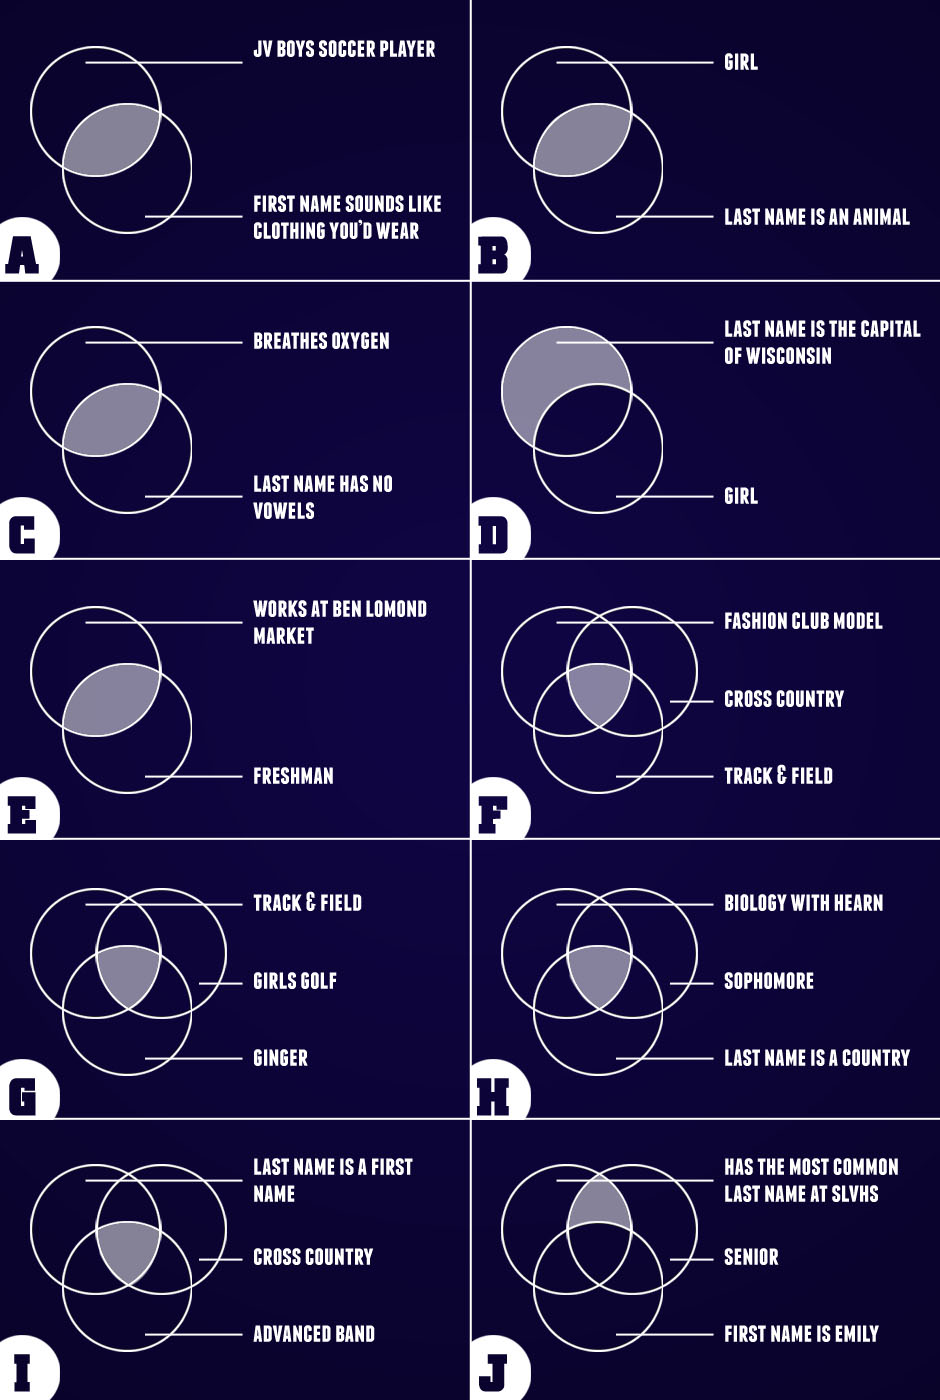 JV BOYS SOCCER PLAYER
FIRST NAME SOUNDS LIKE
CLOTHING YOU'D WEAR
A
GIRL
LAST NAME IS AN ANIMAL
B
BREATHES OXYGEN
LAST NAME HAS NO
VOWELS
C
LAST NAME IS THE CAPITAL
OF WISCONSIN
GIRL
D
WORKS AT BEN LOMOND
MARKET
FRESHMAN
E
FASHION CLUB MODEL
CROSS COUNTRY
TRACK & FIELD
F
TRACK & FIELD
GIRLS GOLF
GINGER
G
BIOLOGY WITH HEARN
SOPHOMORE
LAST NAME IS A COUNTRY
H
LAST NAME IS A FIRST
NAME
CROSS COUNTRY
ADVANCED BAND
I
HAS THE MOST COMMON
LAST NAME AT SLVHS
SENIOR
FIRST NAME IS EMILY
J